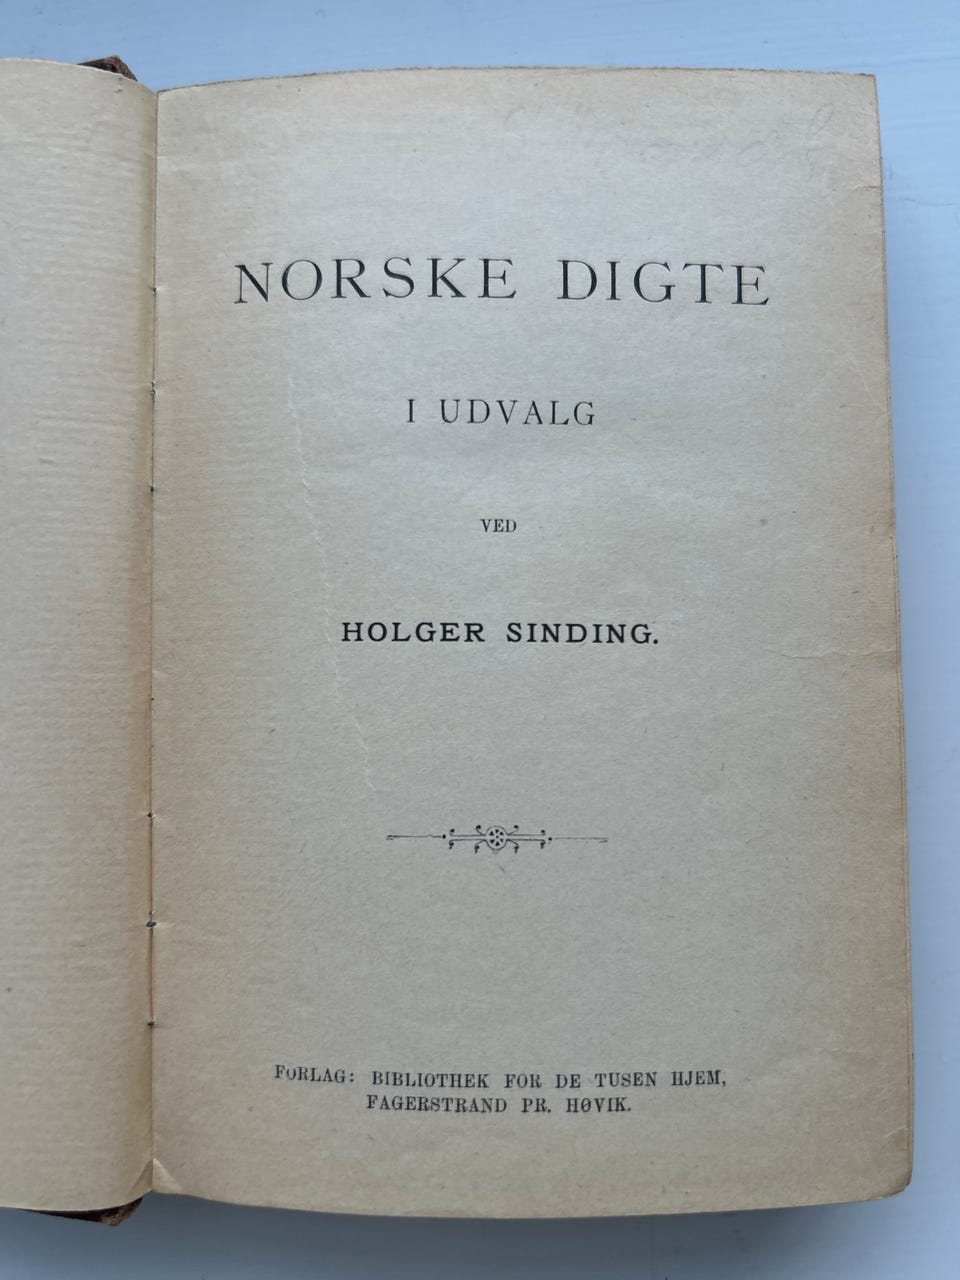 NORSKE DIGTE
I UDVALG
VED
HOLGER SINDING.
FORLAG: BIBLIOTHEK FOR DE TUSEN HJEM,
FAGERSTRAND PR. HØVIK.